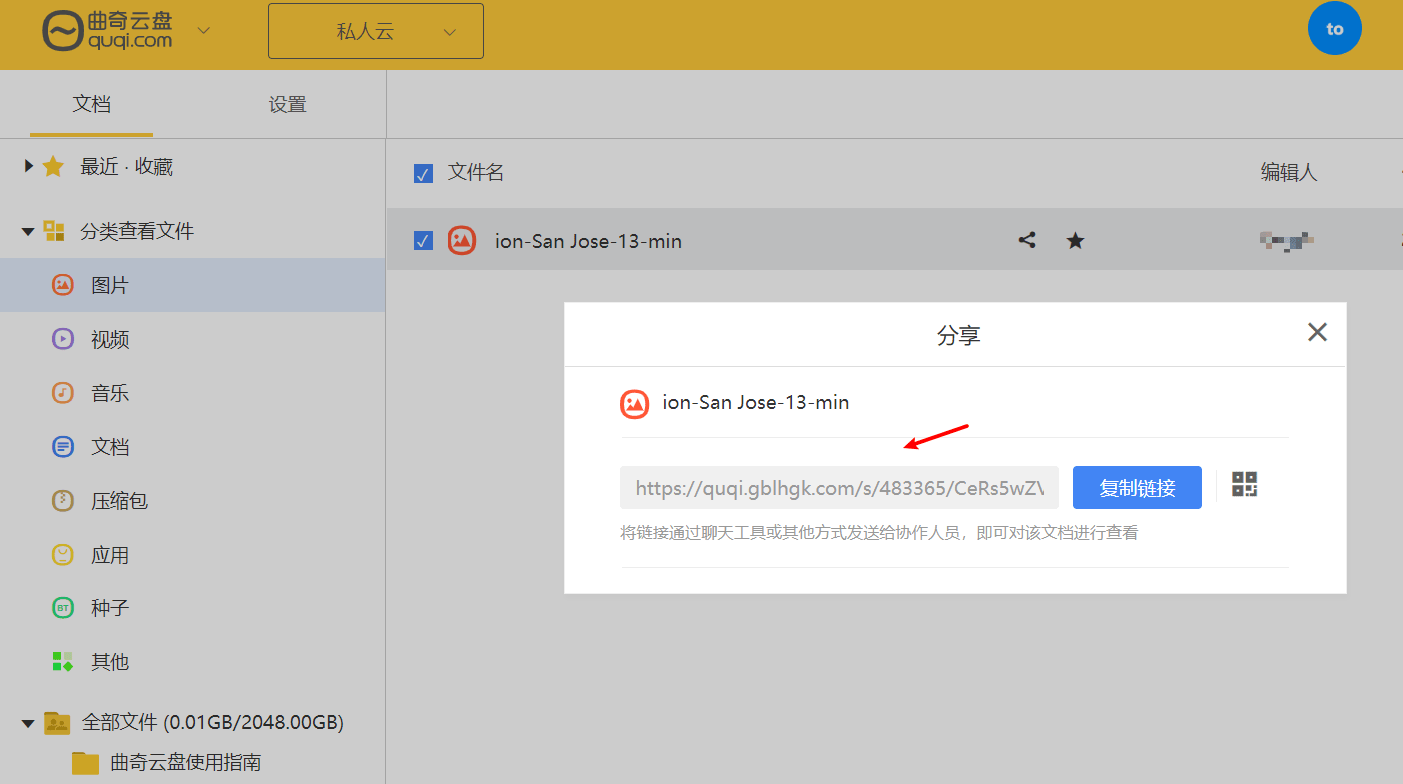 曲奇云盘
quqi.com
私人云
to
文档
设置
最近 · 收藏
文件名
编辑人
分类查看文件
ion-San Jose-13-min
图片
分享
视频
ion-San Jose-13-min
音乐
文档
https://quqi.gblhgk.com/s/483365/CeRs5wZV
复制链接
压缩包
将链接通过聊天工具或其他方式发送给协作人员，即可对该文档进行查看
应用
BT
种子
其他
全部文件 (0.01GB/2048.00GB)
曲奇云盘使用指南